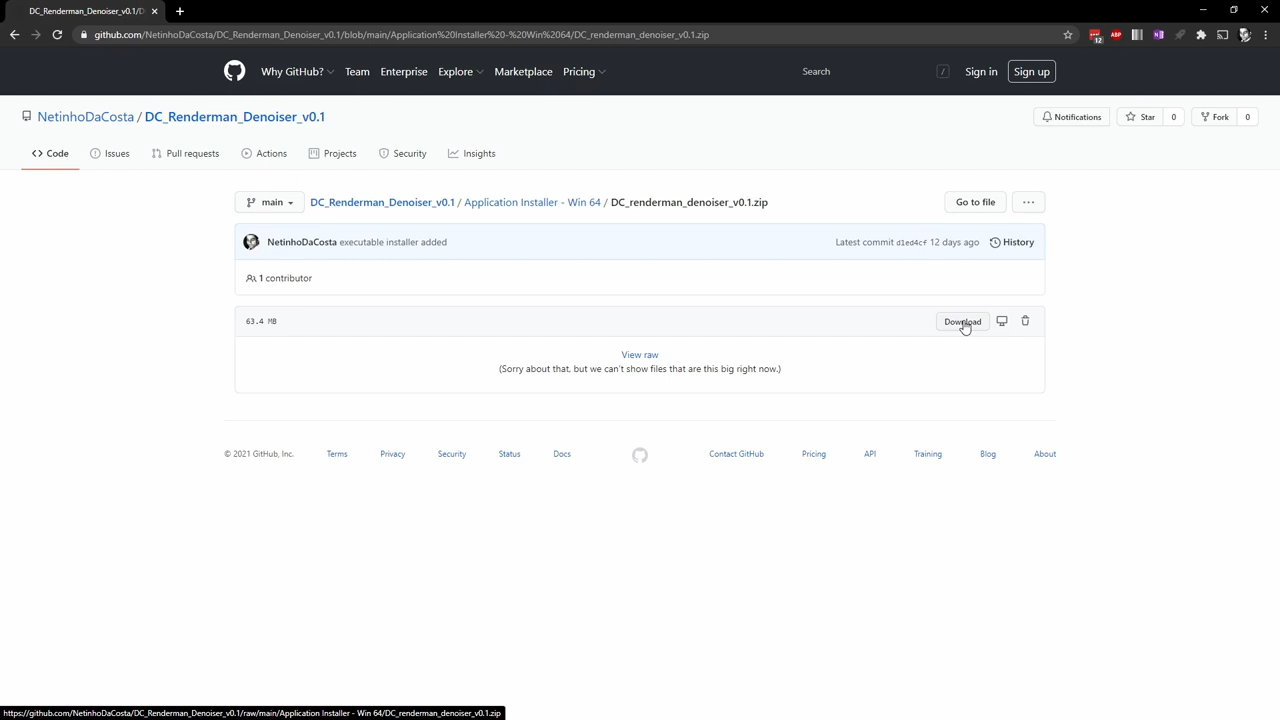 DC_Renderman_Denoiser_v0.1/D
github.com/NetinhoDaCosta/DC_Renderman_Denoiser_v0.1/blob/main/Application%20Installer%20-%20Win%2064/DC_renderman_denoiser_v0.1.zip
12
ABP
Why GitHub? Team Enterprise Explore Marketplace Pricing Search / Sign in Sign up
NetinhoDaCosta / DC_Renderman_Denoiser_v0.1 Notifications Star 0 Fork 0
Code Issues Pull requests Actions Projects Security Insights
main DC_Renderman_Denoiser_v0.1 / Application Installer - Win 64 / DC_renderman_denoiser_v0.1.zip Go to file ...
NetinhoDaCosta executable installer added Latest commit d1ed4cf 12 days ago History
1 contributor
63.4 MB Download
View raw
(Sorry about that, but we can't show files that are this big right now.)
© 2021 GitHub, Inc. Terms Privacy Security Status Docs Contact GitHub Pricing API Training Blog About
https://github.com/NetinhoDaCosta/DC_Renderman_Denoiser_v0.1/raw/main/Application Installer - Win 64/DC_renderman_denoiser_v0.1.zip